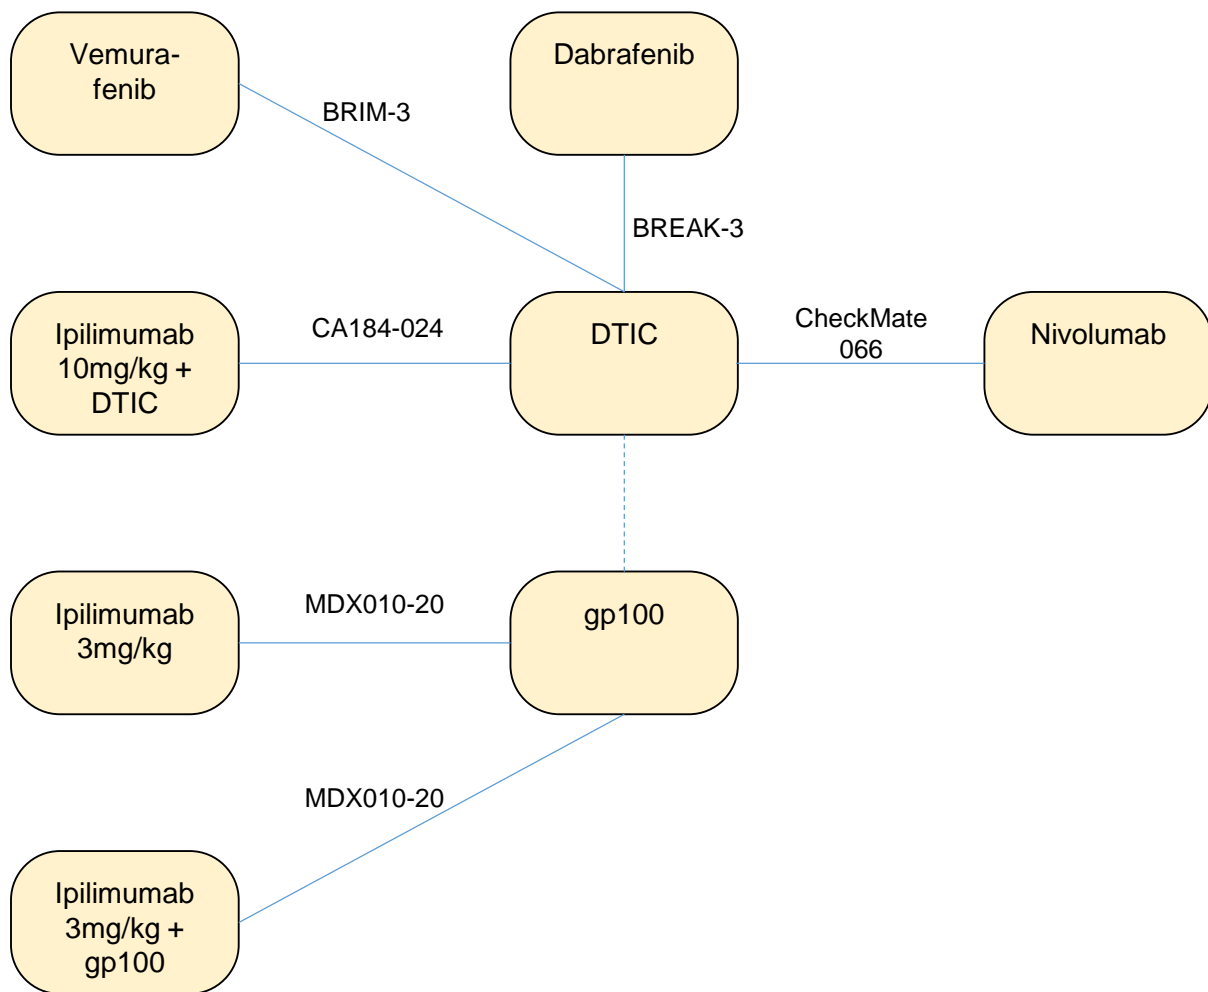 Vemura-
fenib
Dabrafenib
BRIM-3
BREAK-3
Ipilimumab
10mg/kg +
DTIC
CA184-024
DTIC
CheckMate
066
Nivolumab
Ipilimumab
3mg/kg
MDX010-20
gp100
MDX010-20
Ipilimumab
3mg/kg +
gp100